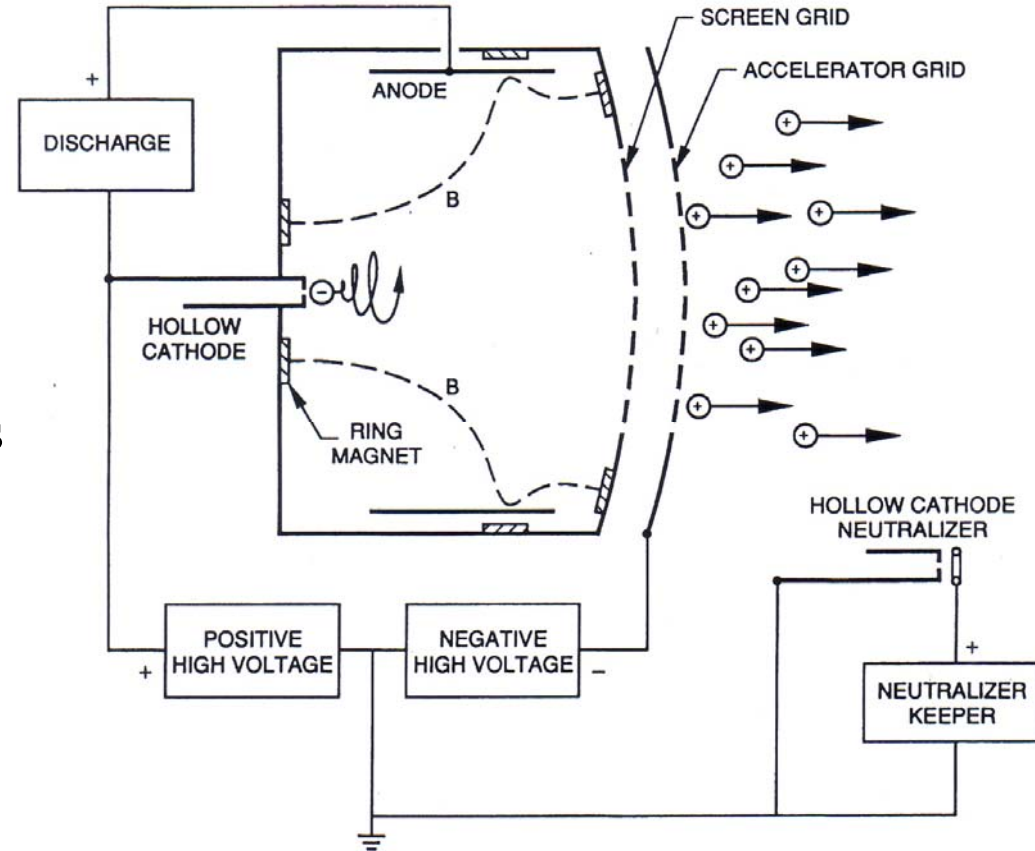 SCREEN GRID
ACCELERATOR GRID
+
ANODE
DISCHARGE
B
+
+
+
+
+
+
+
+
+
+
−
HOLLOW
CATHODE
B
RING
MAGNET
HOLLOW CATHODE
NEUTRALIZER
POSITIVE
HIGH VOLTAGE
+
NEGATIVE
HIGH VOLTAGE
−
+
NEUTRALIZER
KEEPER